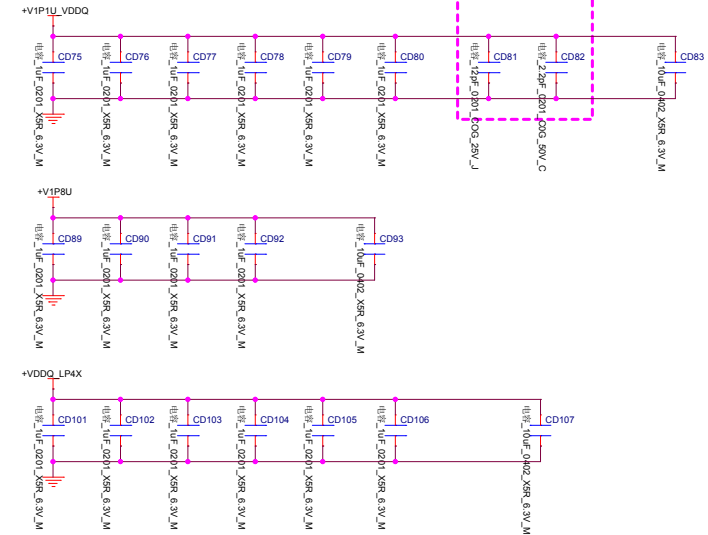 +V1P1U_VDDQ
CD75
电容_1uF_0201_X5R_6.3V_M
CD76
电容_1uF_0201_X5R_6.3V_M
CD77
电容_1uF_0201_X5R_6.3V_M
CD78
电容_1uF_0201_X5R_6.3V_M
CD79
电容_1uF_0201_X5R_6.3V_M
CD80
电容_1uF_0201_X5R_6.3V_M
CD81
电容_12pF_0201_COG_25V_J
CD82
电容_2.2pF_0201_C0G_50V_C
CD83
电容_10uF_0402_X5R_6.3V_M
+V1P8U
CD89
电容_1uF_0201_X5R_6.3V_M
CD90
电容_1uF_0201_X5R_6.3V_M
CD91
电容_1uF_0201_X5R_6.3V_M
CD92
电容_1uF_0201_X5R_6.3V_M
CD93
电容_10uF_0402_X5R_6.3V_M
+VDDQ_LP4X
CD101
电容_1uF_0201_X5R_6.3V_M
CD102
电容_1uF_0201_X5R_6.3V_M
CD103
电容_1uF_0201_X5R_6.3V_M
CD104
电容_1uF_0201_X5R_6.3V_M
CD105
电容_1uF_0201_X5R_6.3V_M
CD106
电容_1uF_0201_X5R_6.3V_M
CD107
电容_10uF_0402_X5R_6.3V_M